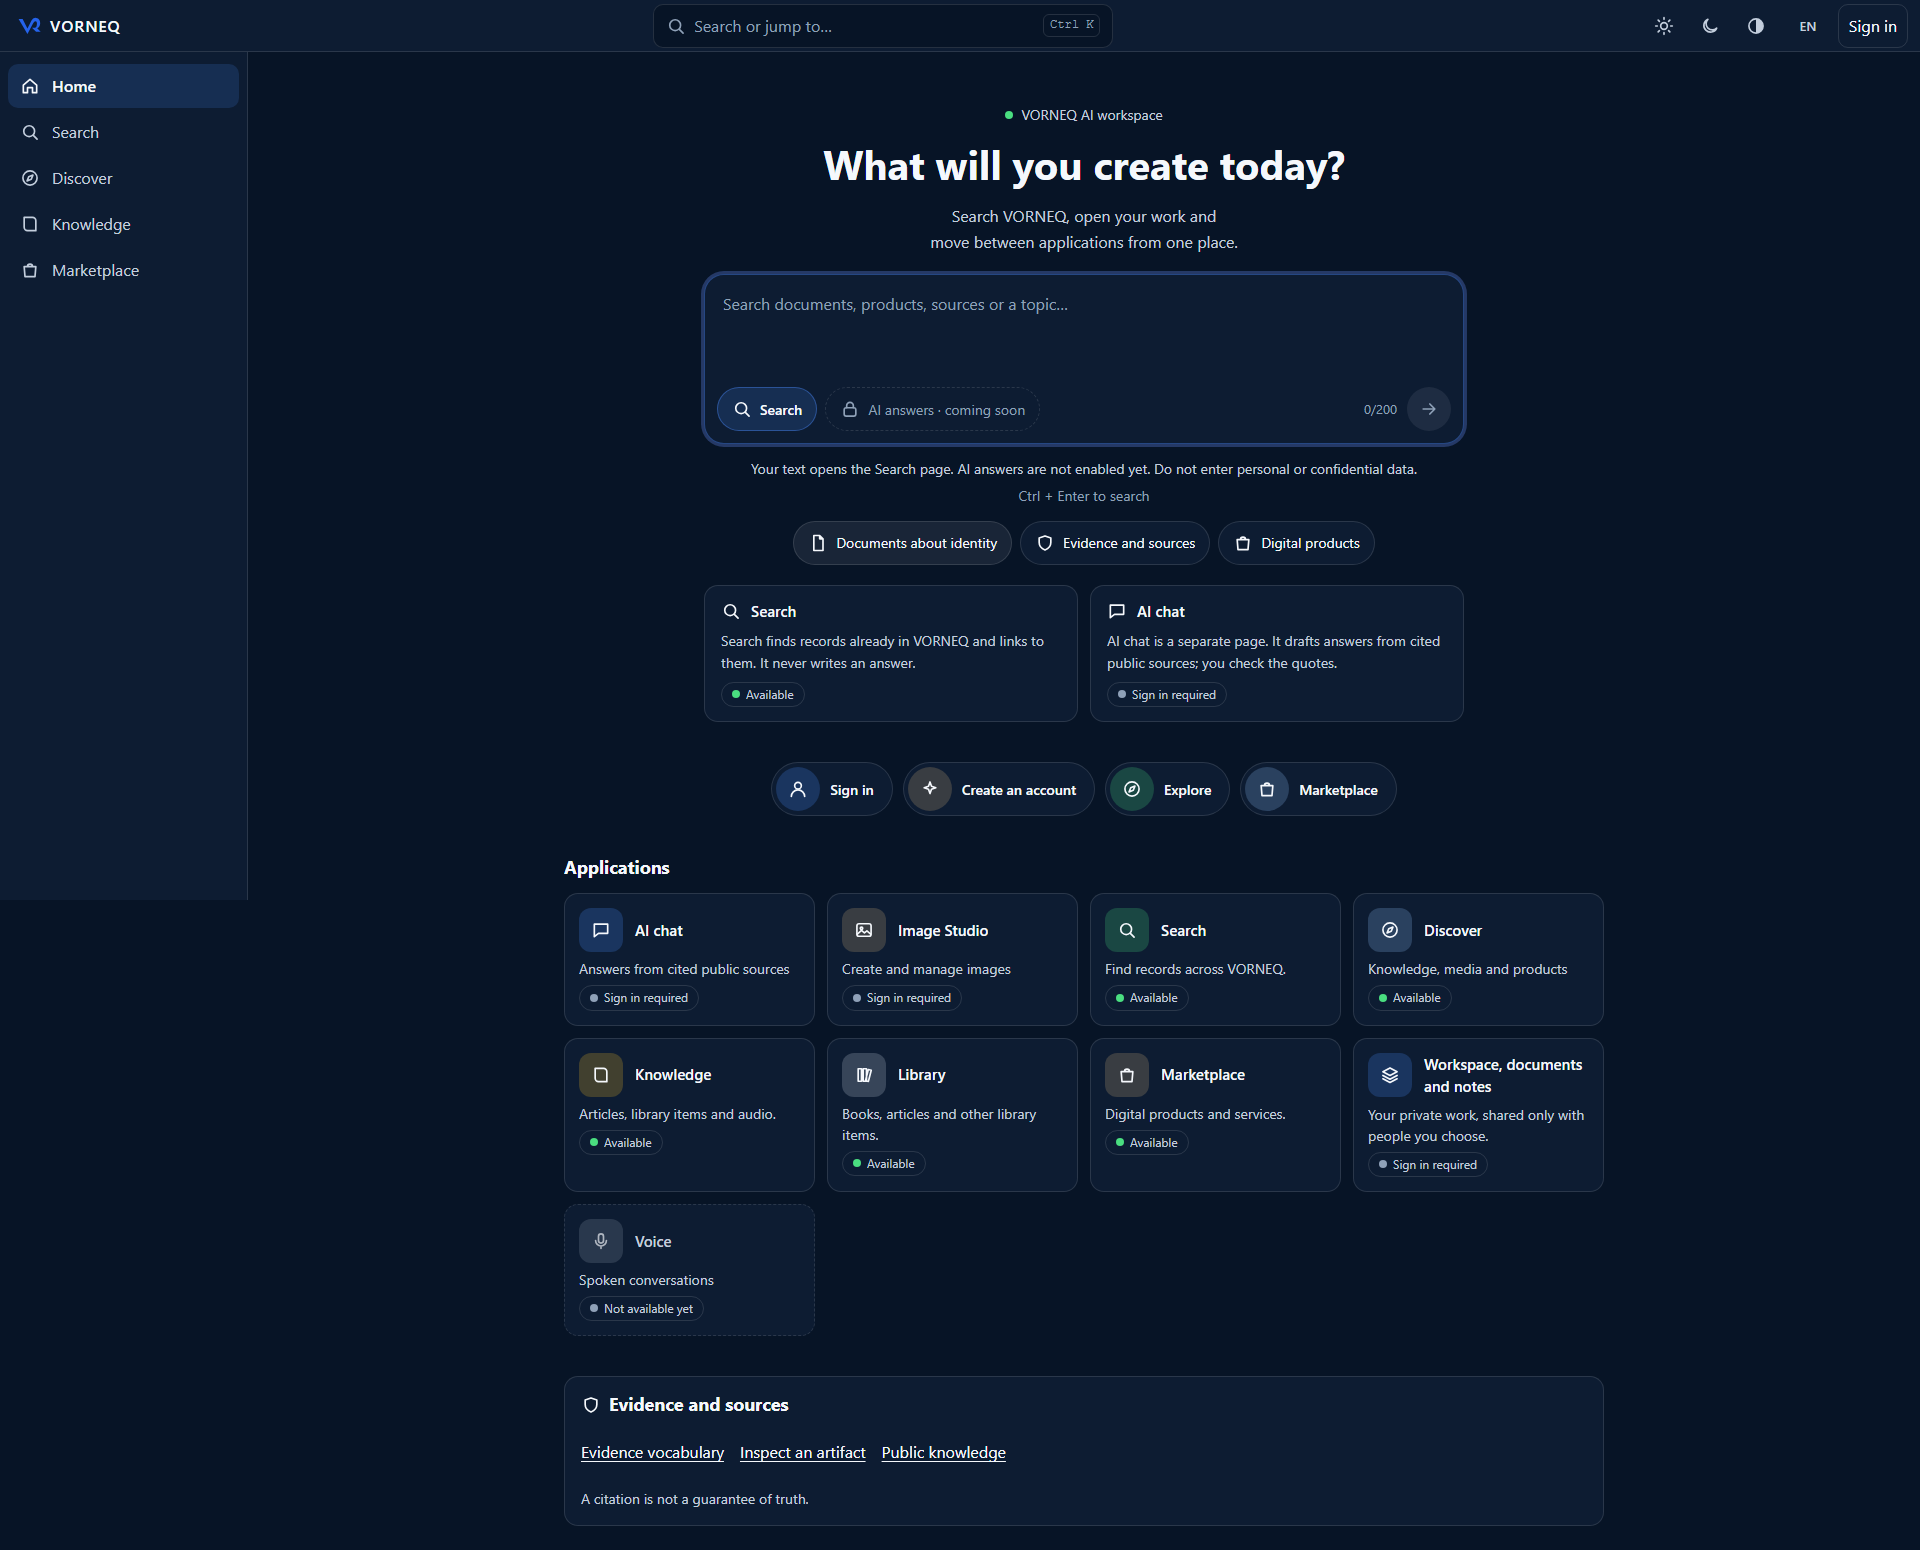 VORNEQ
Search or jump to...
Ctrl K
EN
Sign in
Home
Search
Discover
Knowledge
Marketplace
VORNEQ AI workspace
What will you create today?
Search VORNEQ, open your work and
move between applications from one place.
Search documents, products, sources or a topic...
Search
AI answers · coming soon
0/200
Your text opens the Search page. AI answers are not enabled yet. Do not enter personal or confidential data.
Ctrl + Enter to search
Documents about identity
Evidence and sources
Digital products
Search
Search finds records already in VORNEQ and links to
them. It never writes an answer.
Available
AI chat
AI chat is a separate page. It drafts answers from cited
public sources; you check the quotes.
Sign in required
Sign in
Create an account
Explore
Marketplace
Applications
AI chat
Answers from cited public sources
Sign in required
Image Studio
Create and manage images
Sign in required
Search
Find records across VORNEQ.
Available
Discover
Knowledge, media and products
Available
Knowledge
Articles, library items and audio.
Available
Library
Books, articles and other library
items.
Available
Marketplace
Digital products and services.
Available
Workspace, documents
and notes
Your private work, shared only with
people you choose.
Sign in required
Voice
Spoken conversations
Not available yet
Evidence and sources
Evidence vocabulary
Inspect an artifact
Public knowledge
A citation is not a guarantee of truth.